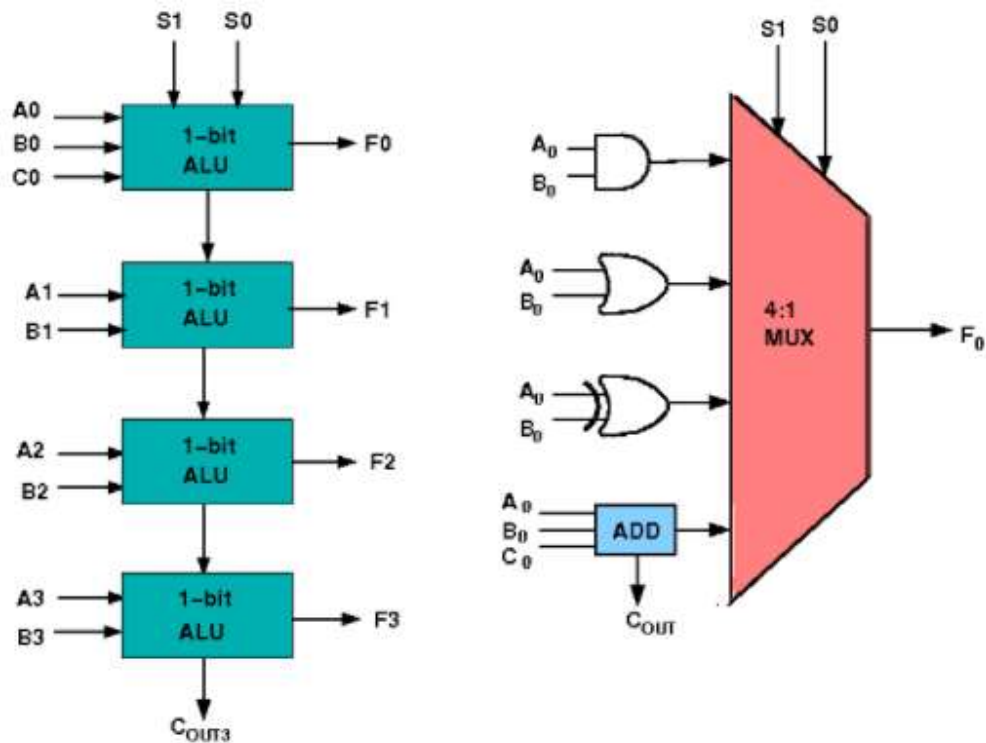 S1 S0
A0
B0
C0
1-bit
ALU
F0
A1
B1
1-bit
ALU
F1
A2
B2
1-bit
ALU
F2
A3
B3
1-bit
ALU
F3
COUT3
S1 S0
A0
B0
A0
B0
A0
B0
A0
B0
C0
ADD
COUT
4:1
MUX
F0